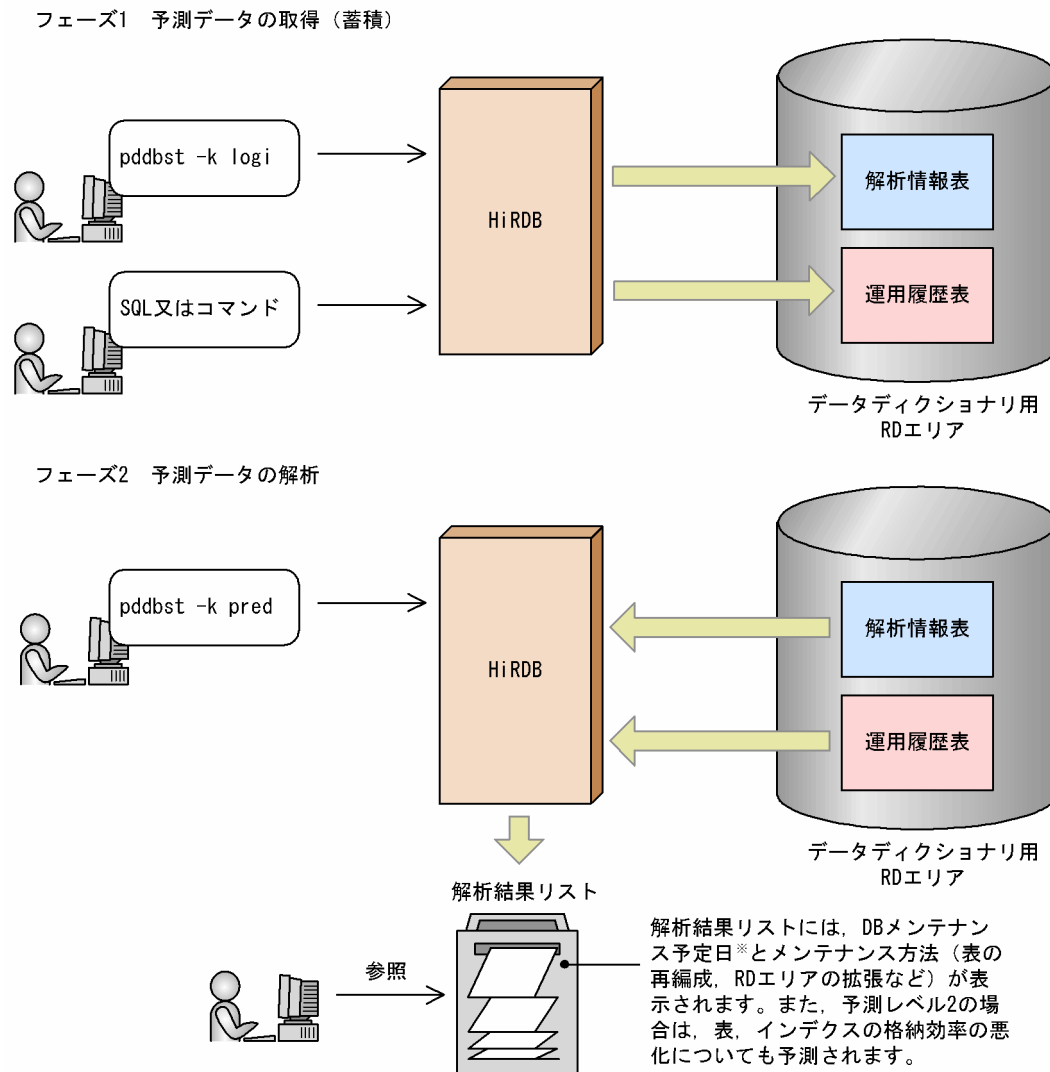 フェーズ1　予測データの取得（蓄積）
pddbst -k logi
HiRDB
解析情報表
SQL又はコマンド
運用履歴表
データディクショナリ用
RDエリア
フェーズ2　予測データの解析
pddbst -k pred
HiRDB
解析情報表
運用履歴表
データディクショナリ用
RDエリア
解析結果リスト
参照
解析結果リストには，DBメンテナン
ス予定日※とメンテナンス方法（表の
再編成，RDエリアの拡張など）が表
示されます。また，予測レベル2の場
合は，表，インデクスの格納効率の悪
化についても予測されます。